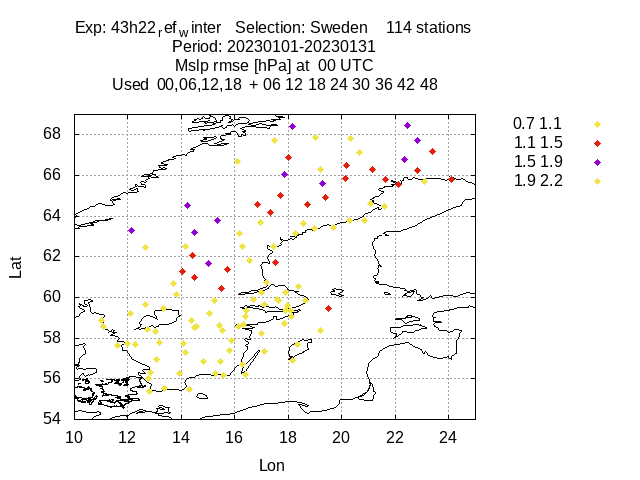 Exp: 43h22refwinter   Selection: Sweden    114 stations
Period: 20230101-20230131
Mslp rmse [hPa] at  00 UTC
Used  00,06,12,18  + 06 12 18 24 30 36 42 48
0.7 1.1
1.1 1.5
1.5 1.9
1.9 2.2
68
66
64
62
60
58
56
54
Lat
10 12 14 16 18 20 22 24
Lon